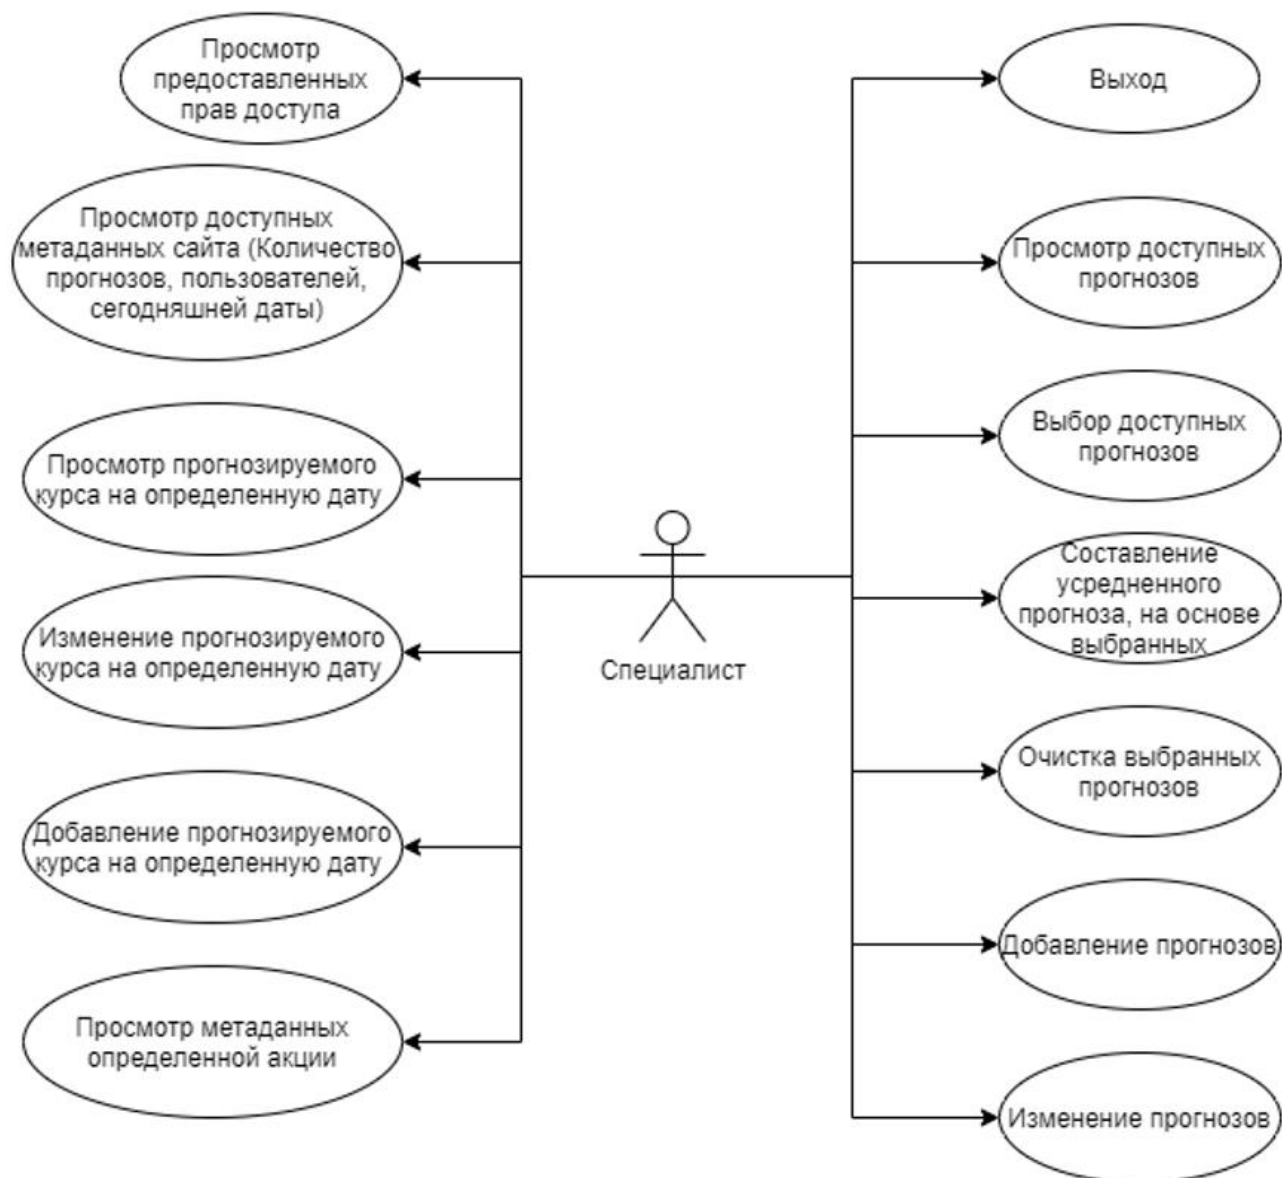 Просмотр
предоставленных
прав доступа
Просмотр доступных
метаданных сайта (Количество
прогнозов, пользователей,
сегодняшней даты)
Просмотр прогнозируемого
курса на определенную дату
Изменение прогнозируемого
курса на определенную дату
Добавление прогнозируемого
курса на определенную дату
Просмотр метаданных
определенной акции
Специалист
Выход
Просмотр доступных
прогнозов
Выбор доступных
прогнозов
Составление
усредненного
прогноза, на основе
выбранных
Очистка выбранных
прогнозов
Добавление прогнозов
Изменение прогнозов